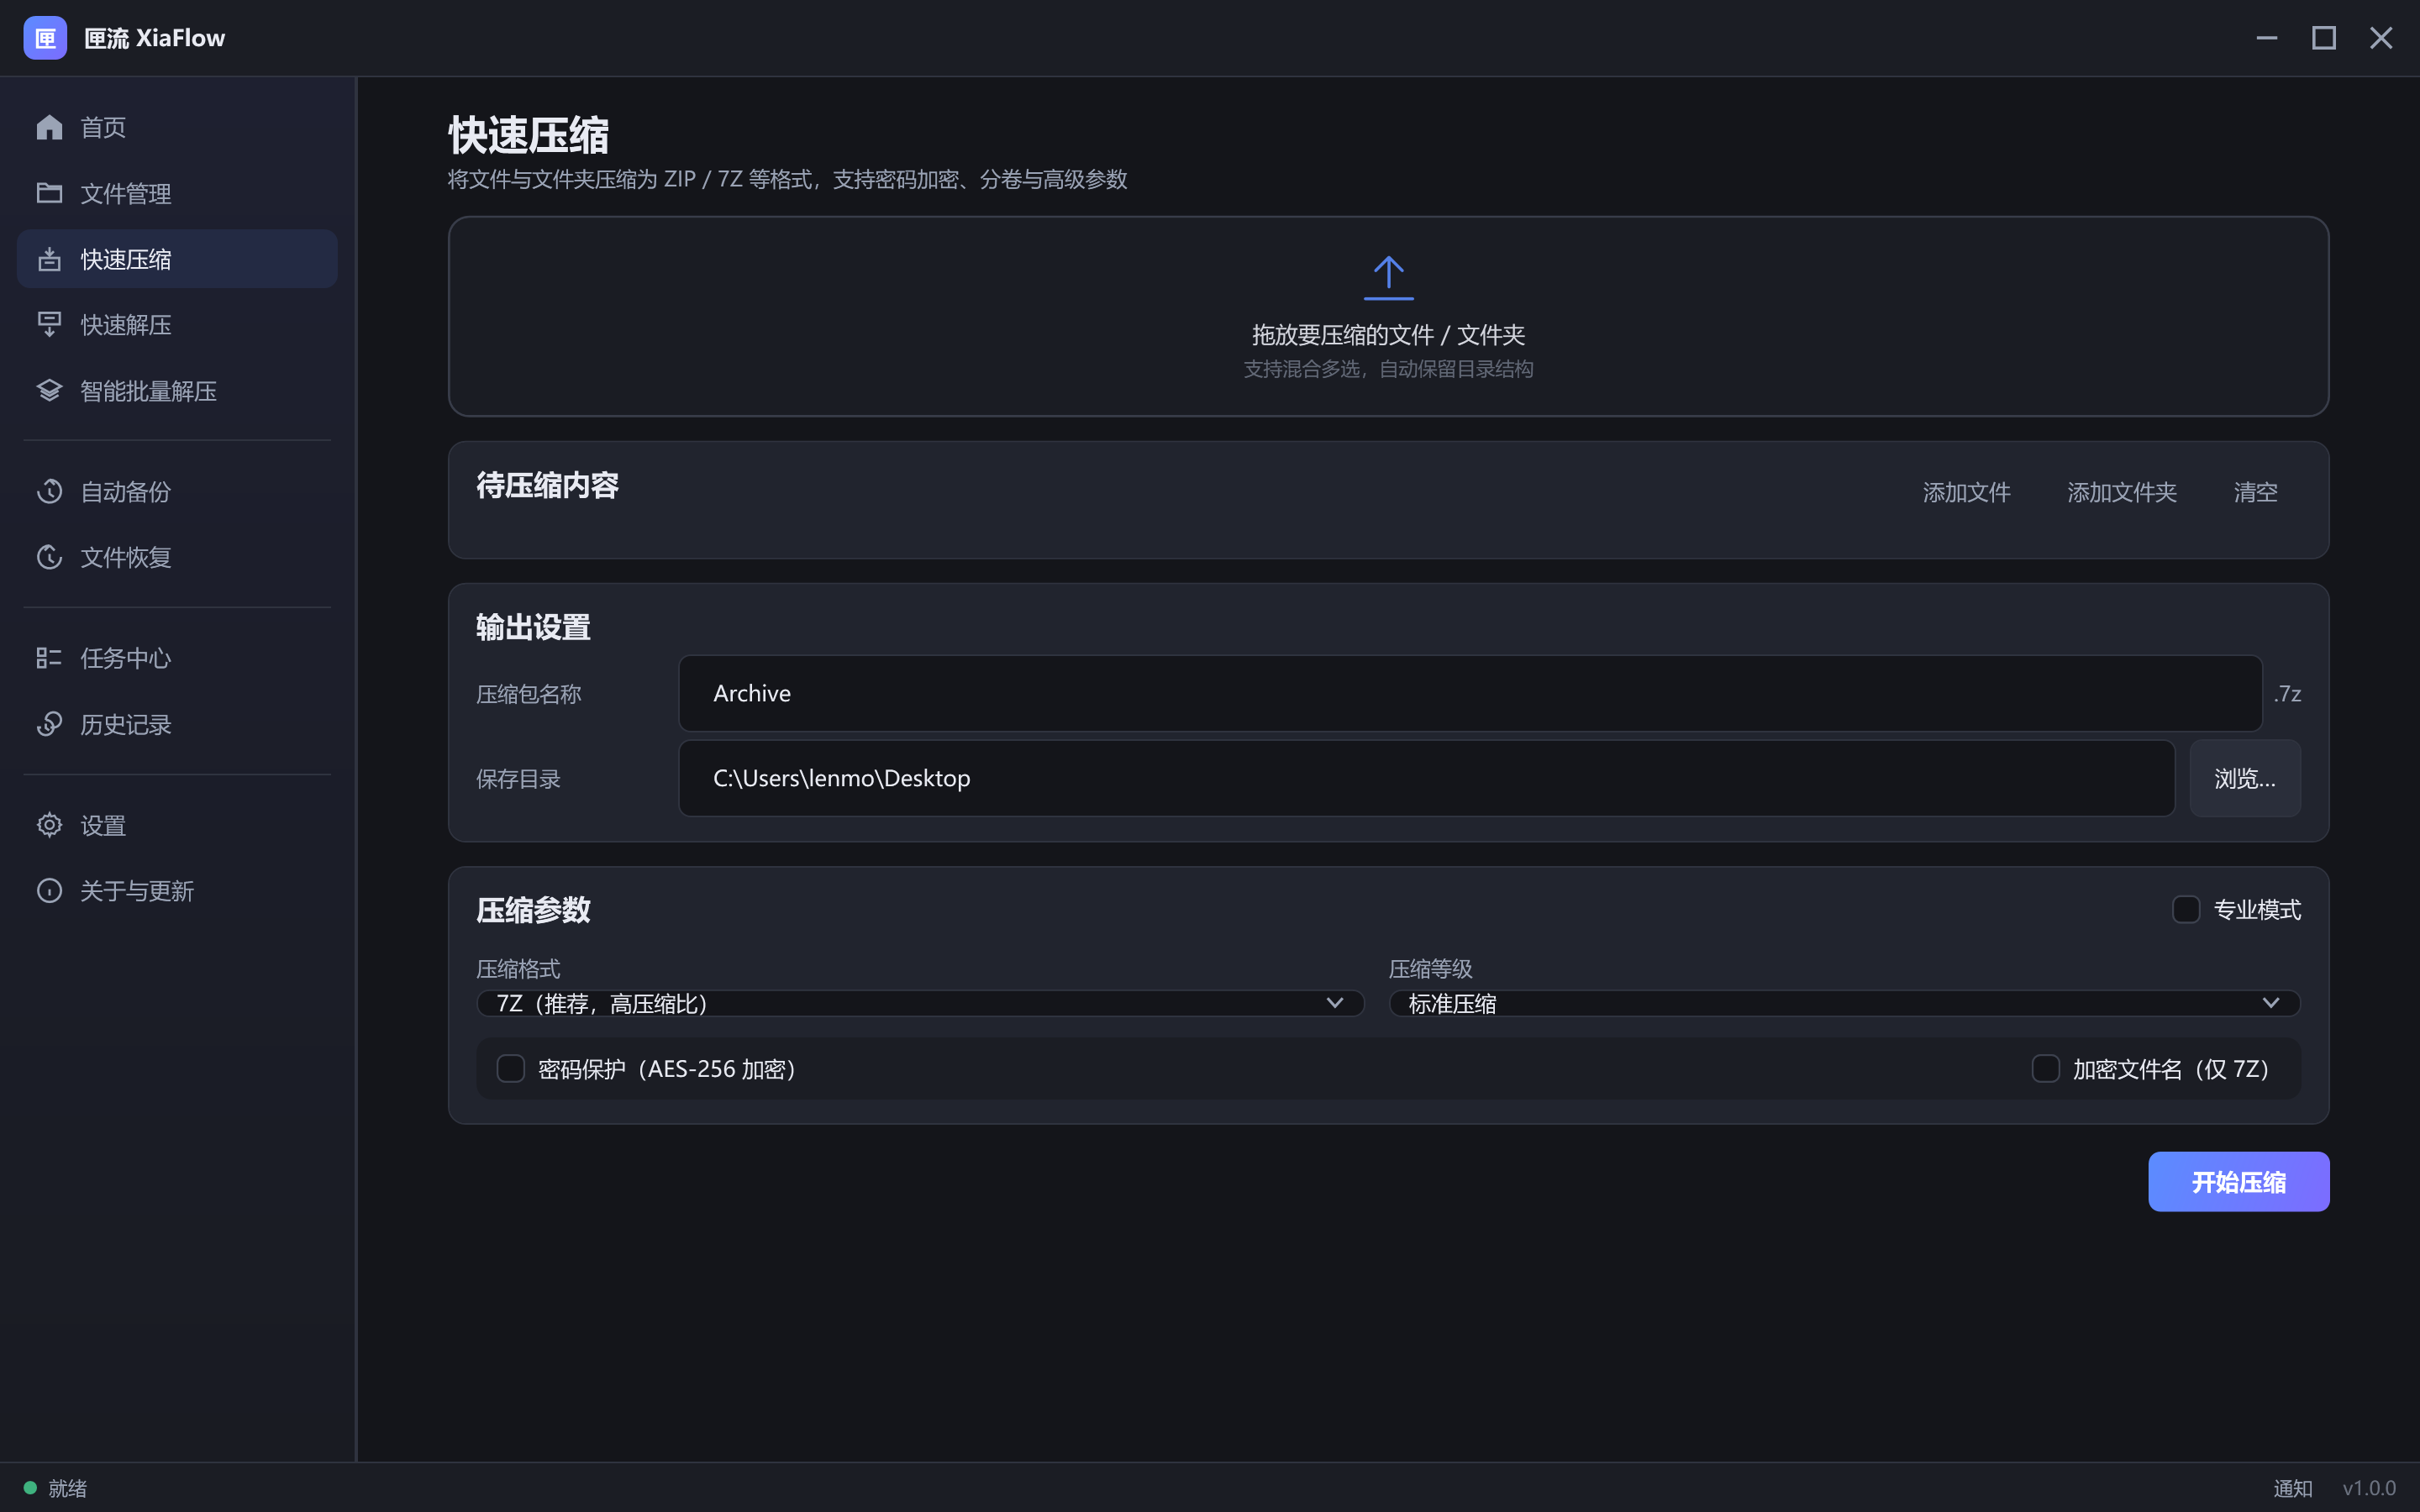 匣 匣流 XiaFlow
首页
文件管理
快速压缩
快速解压
智能批量解压
自动备份
文件恢复
任务中心
历史记录
设置
关于与更新
快速压缩
将文件与文件夹压缩为 ZIP / 7Z 等格式，支持密码加密、分卷与高级参数
拖放要压缩的文件 / 文件夹
支持混合多选，自动保留目录结构
待压缩内容 添加文件 添加文件夹 清空
输出设置
压缩包名称 Archive .7z
保存目录 C:\Users\lenmo\Desktop 浏览...
压缩参数 专业模式
压缩格式 压缩等级
7Z（推荐，高压缩比） 标准压缩
密码保护（AES-256 加密） 加密文件名（仅 7Z）
开始压缩
就绪 通知 v1.0.0